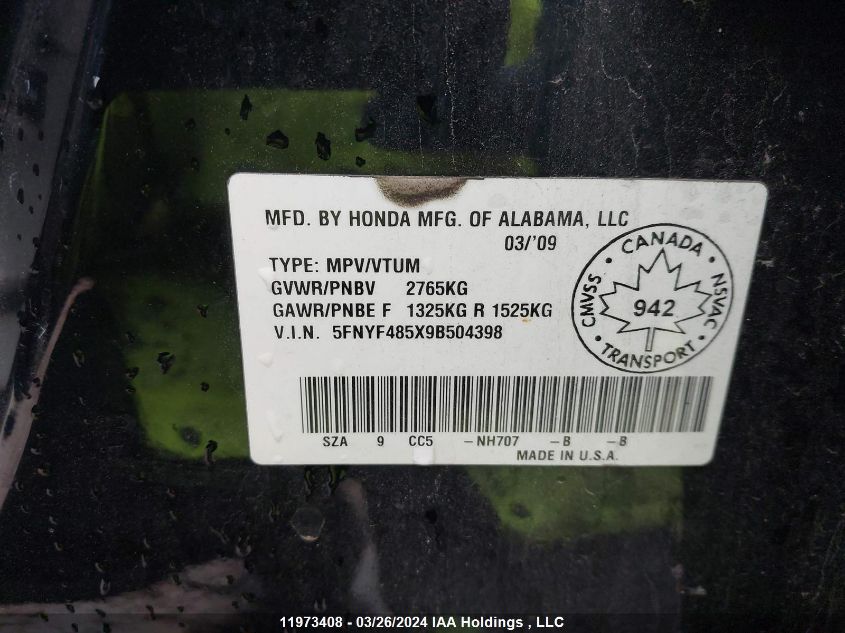 MFD. BY HONDA MFG. OF ALABAMA, LLC
03/'09
TYPE: MPV/VTUM
GVWR/PNBV 2765KG
GAWR/PNBE F 1325KG R 1525KG
V.I.N. 5FNYF485X9B504398
CANADA
CMVSS
942
NSVAC
TRANSPORT
SZA 9 CC5 -NH707 -B -B
MADE IN U.S.A.
11973408 - 03/26/2024 IAA Holdings , LLC